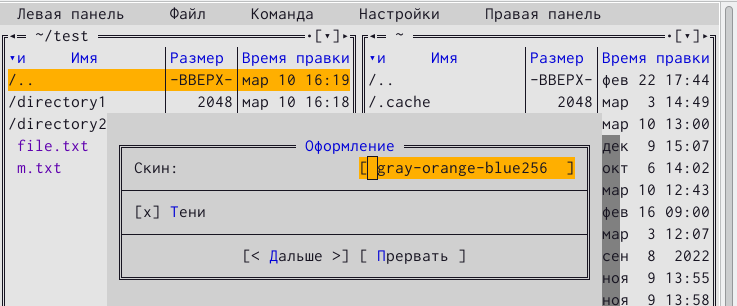 Левая панель Файл Команда Настройки Правая панель
~/test ~
▾и Имя Размер Время правки ▾и Имя Размер Время правки
/.. -ВВЕРХ- мар 10 16:19 /.. -ВВЕРХ- фев 22 17:44
/directory1 2048 мар 10 16:18 /.cache 2048 мар 3 14:49
/directory2 мар 10 13:00
file.txt Оформление дек 9 15:07
m.txt Скин: [ gray-orange-blue256 ] окт 6 14:02
мар 10 12:43
[x] Тени фев 16 09:00
мар 3 12:07
[< Дальше >] [ Прервать ] сен 8 2022
ноя 9 13:55
ноя 9 13:58